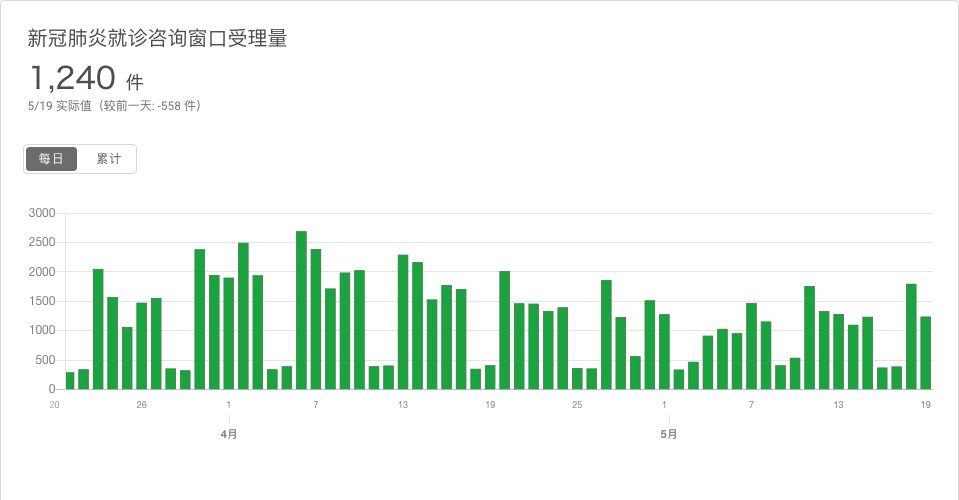 新冠肺炎就诊咨询窗口受理量
1,240 件
5/19 实际值（较前一天: -558 件）
每日 累计
3000
2500
2000
1500
1000
500
0
20 26 1 7 13 19 25 1 7 13 19
4月 5月